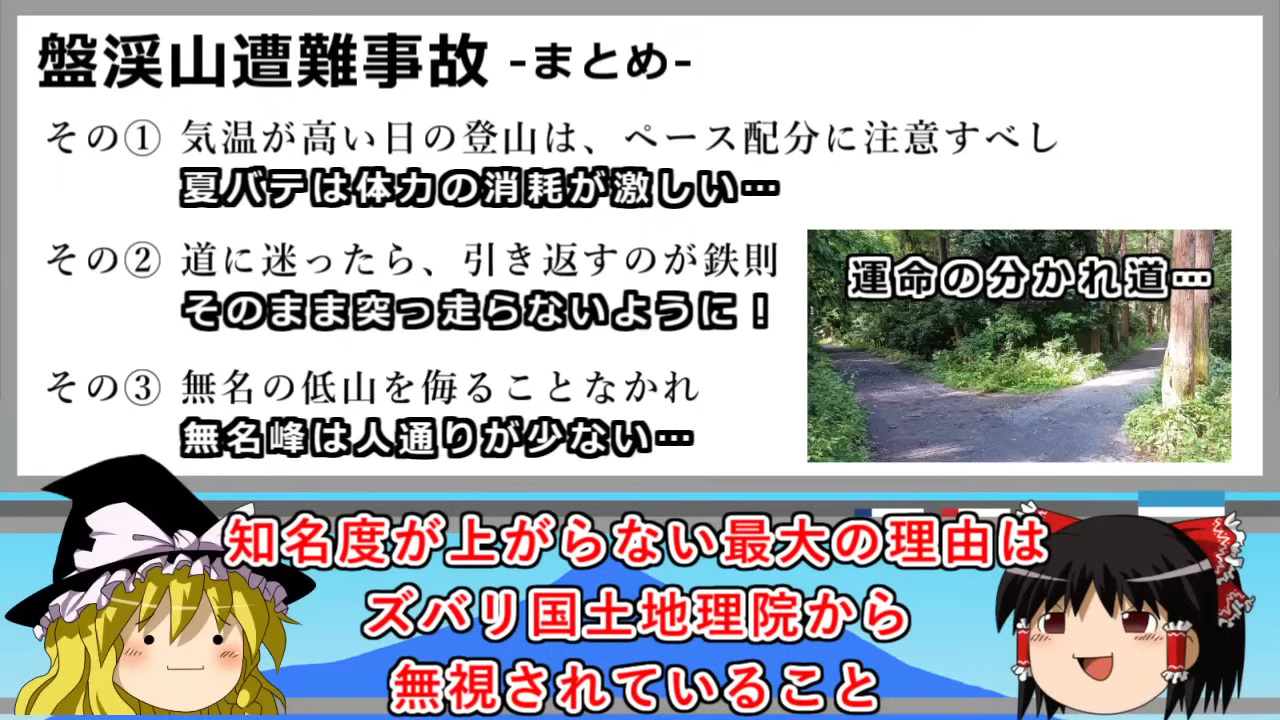 盤渓山遭難事故 -まとめ-
その① 気温が高い日の登山は、ペース配分に注意すべし
夏バテは体力の消耗が激しい…
その② 道に迷ったら、引き返すのが鉄則
そのまま突っ走らないように！
運命の分かれ道…
その③ 無名の低山を侮ることなかれ
無名峰は人通りが少ない…
知名度が上がらない最大の理由は
ズバリ国土地理院から
無視されていること